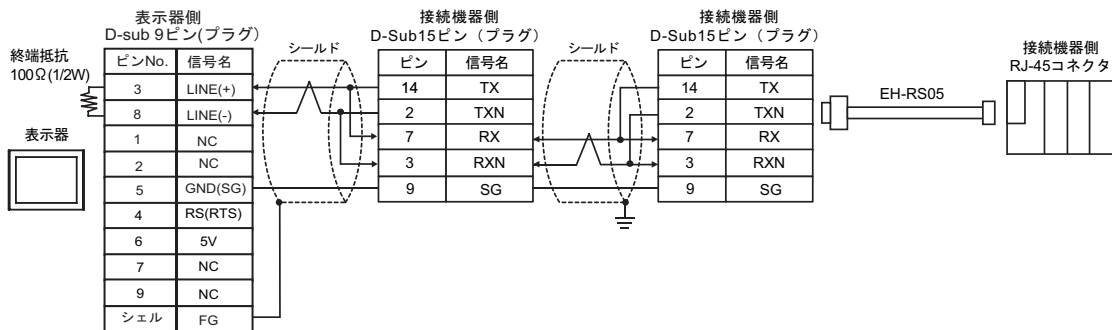 表示器側
D-sub 9ピン(プラグ)
終端抵抗
100Ω(1/2W)
表示器
ピンNo. 信号名
3 LINE(+)
8 LINE(-)
1 NC
2 NC
5 GND(SG)
4 RS(RTS)
6 5V
7 NC
9 NC
シェル FG
シールド
接続機器側
D-Sub15ピン（プラグ）
ピン 信号名
14 TX
2 TXN
7 RX
3 RXN
9 SG
シールド
接続機器側
D-Sub15ピン（プラグ）
ピン 信号名
14 TX
2 TXN
7 RX
3 RXN
9 SG
EH-RS05
接続機器側
RJ-45コネクタ